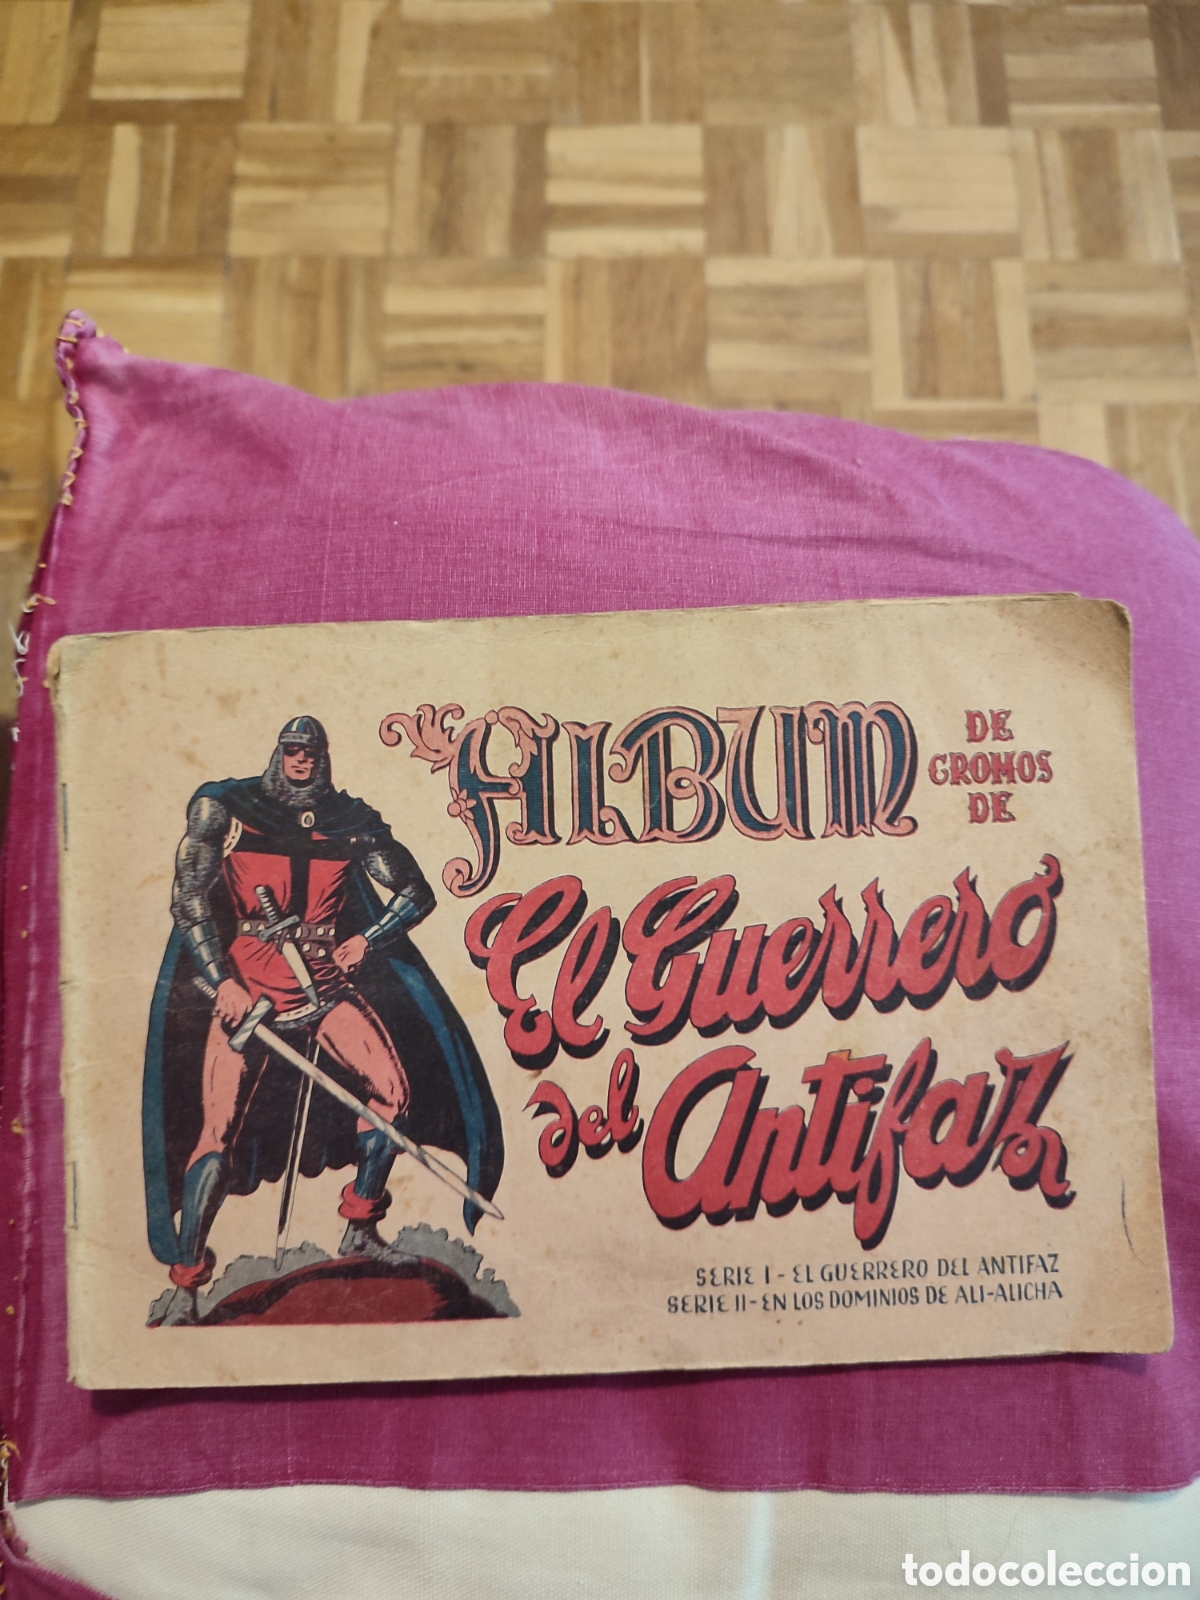 ALBUM
DE
CROMOS
DE
El Guerrero
del Antifaz
SERIE I - EL GUERRERO DEL ANTIFAZ
SERIE II - EN LOS DOMINIOS DE ALI-ALICHA
todocoleccion